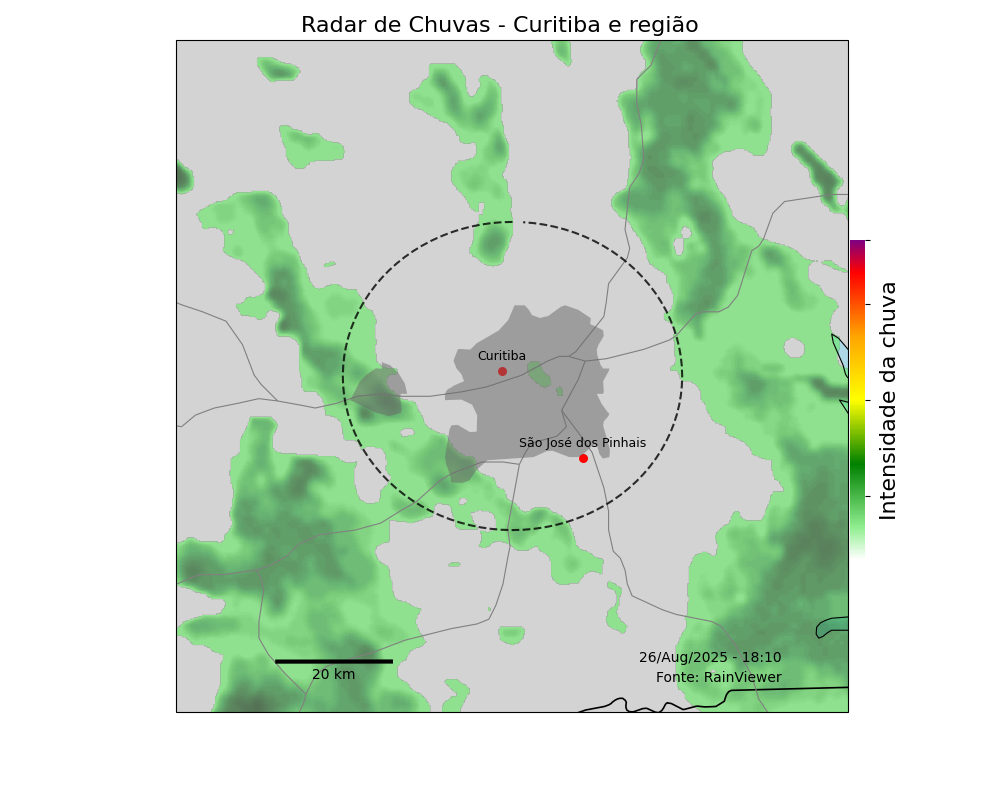 Radar de Chuvas - Curitiba e região
Curitiba
São José dos Pinhais
Intensidade da chuva
26/Aug/2025 - 18:10
20 km
Fonte: RainViewer